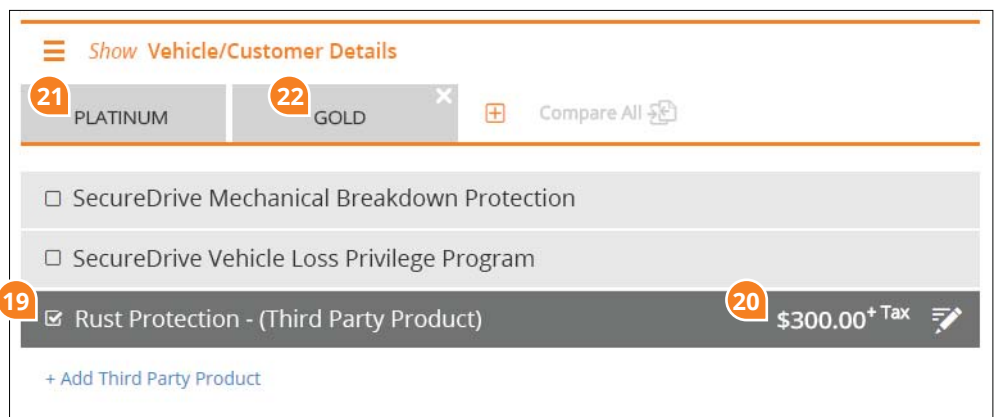 Show Vehicle/Customer Details
21 22
PLATINUM GOLD Compare All
SecureDrive Mechanical Breakdown Protection
SecureDrive Vehicle Loss Privilege Program
19 Rust Protection - (Third Party Product) 20 $300.00+ Tax
+ Add Third Party Product